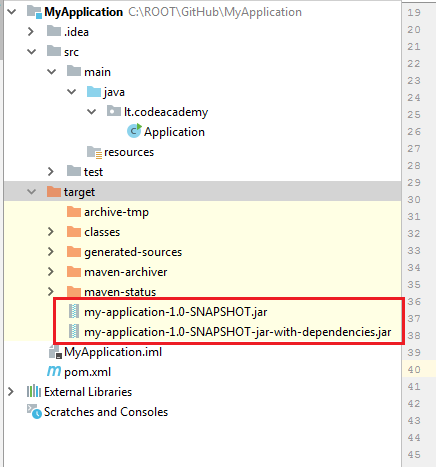 MyApplication C:\ROOT\GitHub\MyApplication
.idea
src
main
java
lt.codeacademy
C Application
resources
test
target
archive-tmp
classes
generated-sources
maven-archiver
maven-status
my-application-1.0-SNAPSHOT.jar
my-application-1.0-SNAPSHOT-jar-with-dependencies.jar
MyApplication.iml
m pom.xml
External Libraries
Scratches and Consoles
19
20
21
22
23
24
25
26
27
28
29
30
31
32
33
34
35
36
37
38
39
40
41
42
43
44
45